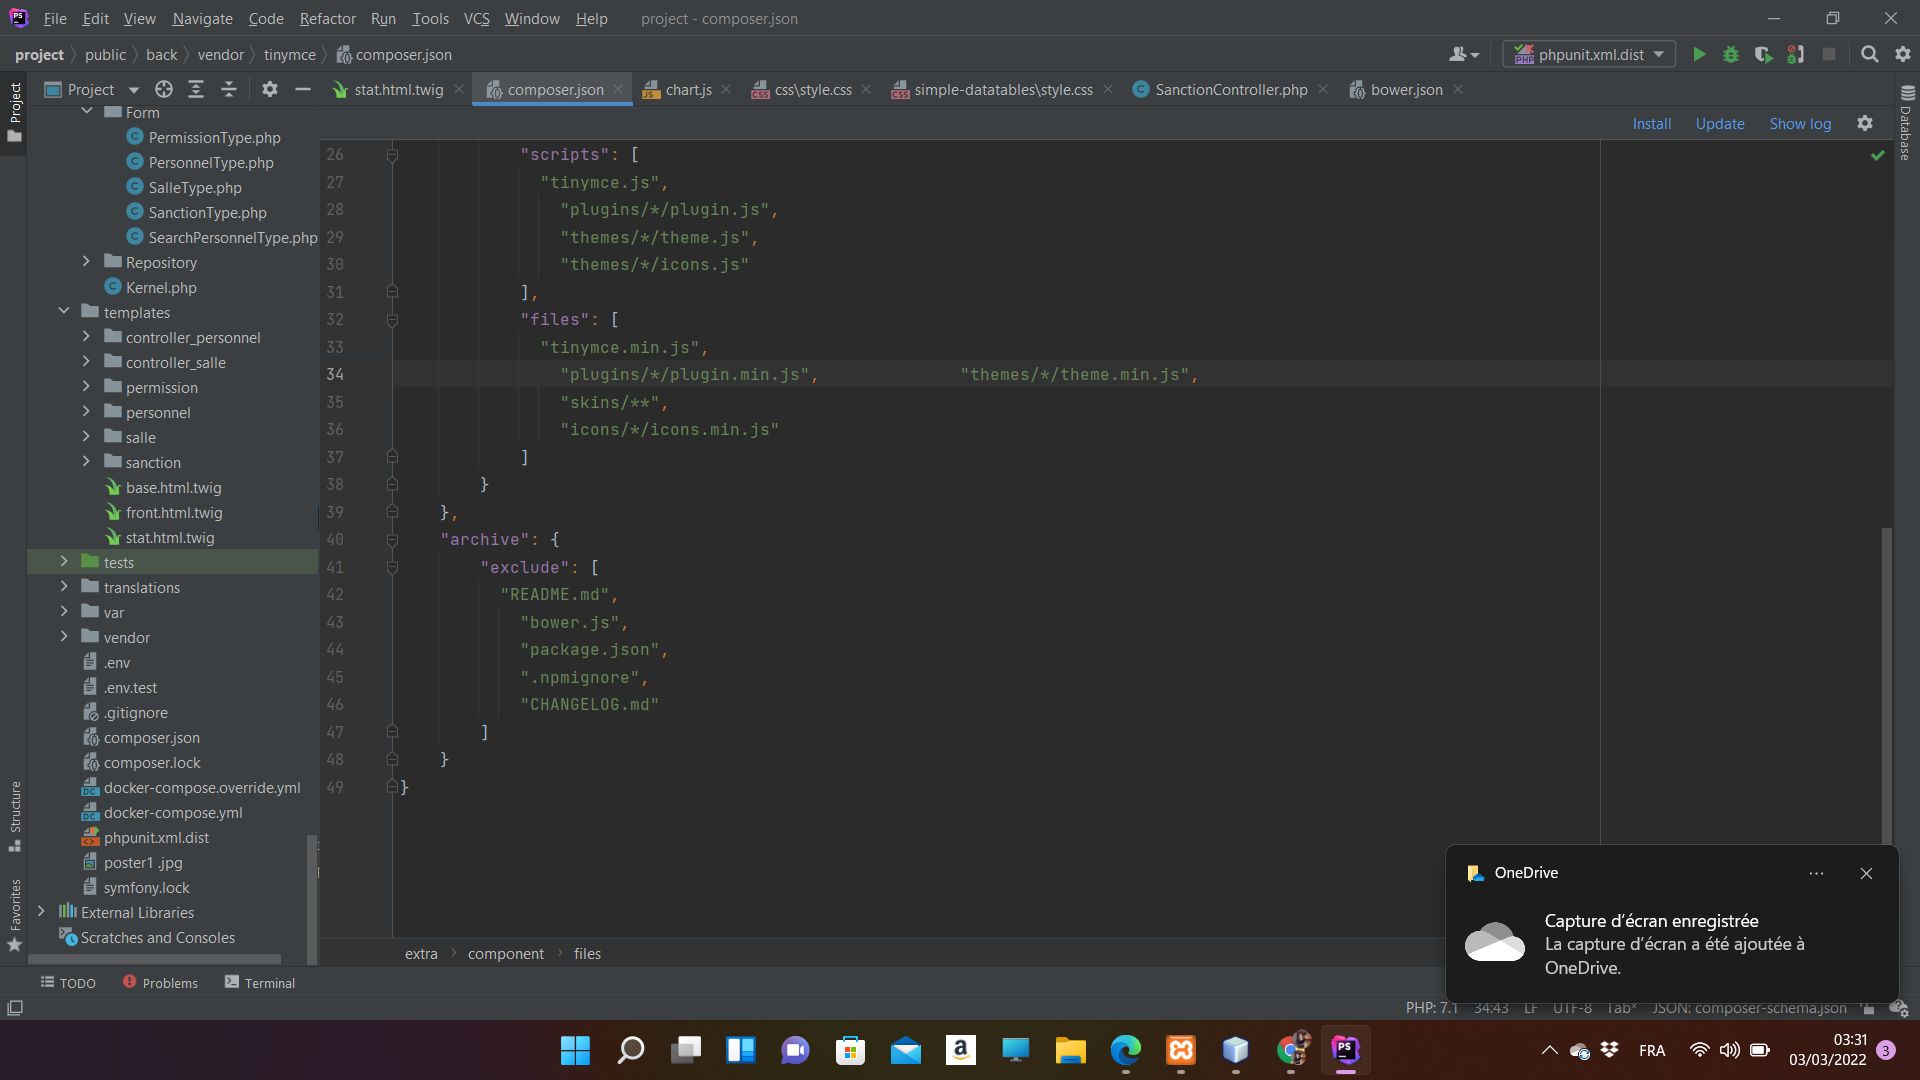 File Edit View Navigate Code Refactor Run Tools VCS Window Help project - composer.json
project public back vendor tinymce composer.json phpunit.xml.dist
Project stat.html.twig composer.json chart.js css\style.css simple-datatables\style.css SanctionController.php bower.json
Install Update Show log
Project
Database
Structure
Favorites
Form
PermissionType.php
PersonnelType.php
SalleType.php
SanctionType.php
SearchPersonnelType.php
Repository
Kernel.php
templates
controller_personnel
controller_salle
permission
personnel
salle
sanction
base.html.twig
front.html.twig
stat.html.twig
tests
translations
var
vendor
.env
.env.test
.gitignore
composer.json
composer.lock
docker-compose.override.yml
docker-compose.yml
phpunit.xml.dist
poster1 .jpg
symfony.lock
External Libraries
Scratches and Consoles
26 "scripts": [
27 "tinymce.js",
28 "plugins/*/plugin.js",
29 "themes/*/theme.js",
30 "themes/*/icons.js"
31 ],
32 "files": [
33 "tinymce.min.js",
34 "plugins/*/plugin.min.js", "themes/*/theme.min.js",
35 "skins/**",
36 "icons/*/icons.min.js"
37 ]
38 }
39 },
40 "archive": {
41 "exclude": [
42 "README.md",
43 "bower.js",
44 "package.json",
45 ".npmignore",
46 "CHANGELOG.md"
47 ]
48 }
49 }
extra component files
OneDrive
Capture d'écran enregistrée
La capture d'écran a été ajoutée à
OneDrive.
TODO Problems Terminal
PHP: 7.1 34:43 LF UTF-8 Tab* JSON: composer-schema.json
FRA 03:31
03/03/2022 3